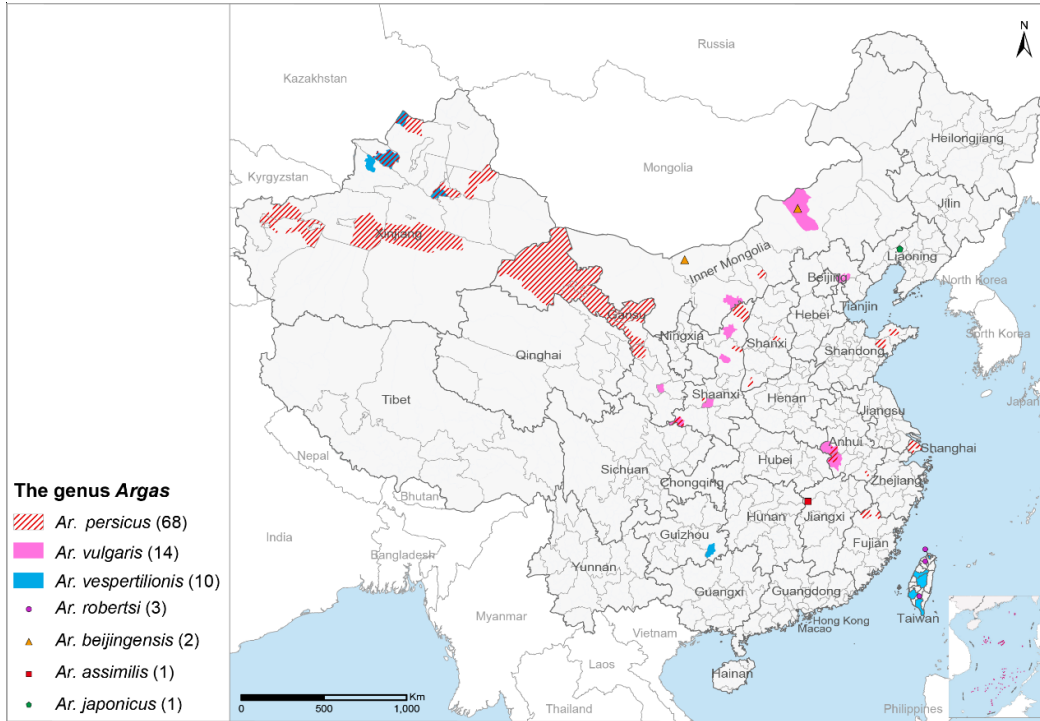 N
Russia
Kazakhstan
Heilongjiang
Mongolia
Kyrgyzstan
Jilin
Xinjiang
Inner Mongolia
Liaoning
Beijing
North Korea
Tianjin
Gansu
Hebei
Ningxia
South Korea
Shanxi
Qinghai
Shandong
Tibet
Shaanxi
Henan
Jiangsu
Japan
Anhui
Shanghai
Nepal
Hubei
Sichuan
Chongqing
Zhejiang
The genus Argas
Bhutan
Ar. persicus (68)
Hunan
Jiangxi
India
Guizhou
Fujian
Ar. vulgaris (14)
Bangladesh
Yunnan
Ar. vespertilionis (10)
Guangxi
Guangdong
Taiwan
Ar. robertsi (3)
Myanmar
Hong Kong
Macao
Vietnam
Ar. beijingensis (2)
Laos
Hainan
Ar. assimilis (1)
Km
0 500 1,000
Ar. japonicus (1)
Thailand
Philippines